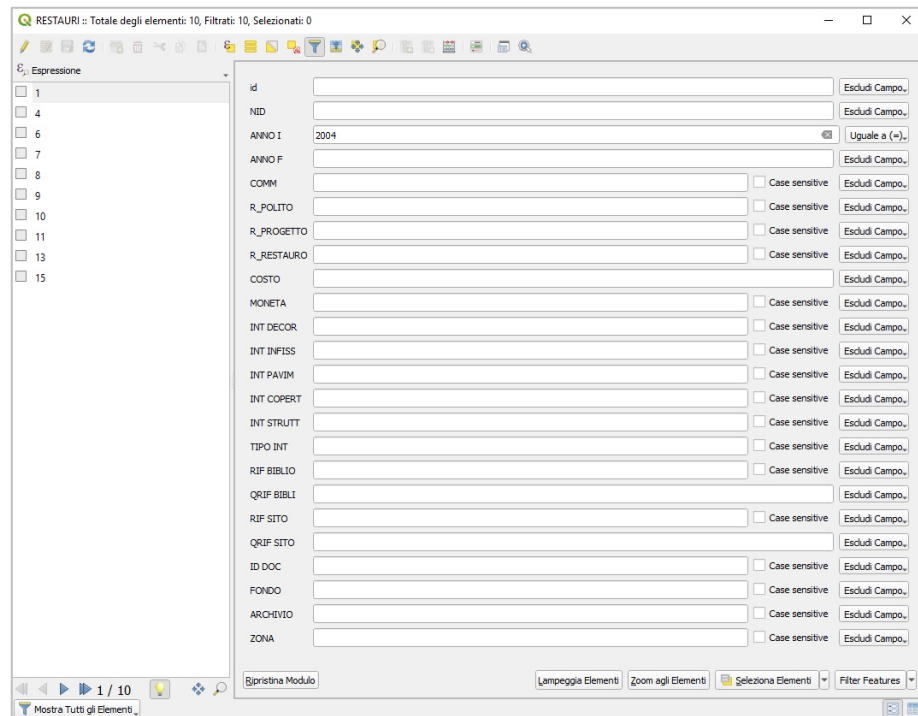 RESTAURI :: Totale degli elementi: 10, Filtrati: 10, Selezionati: 0
Espressione
1
4
6
7
8
9
10
11
13
15
id Escludi Campo
NID Escludi Campo
ANNO I 2004 Uguale a (=)
ANNO F Escludi Campo
COMM Case sensitive Escludi Campo
R_POLITO Case sensitive Escludi Campo
R_PROGETTO Case sensitive Escludi Campo
R_RESTAURO Case sensitive Escludi Campo
COSTO Escludi Campo
MONETA Case sensitive Escludi Campo
INT DECOR Case sensitive Escludi Campo
INT INFISS Case sensitive Escludi Campo
INT PAVIM Case sensitive Escludi Campo
INT COPERT Case sensitive Escludi Campo
INT STRUTT Case sensitive Escludi Campo
TIPO INT Case sensitive Escludi Campo
RIF BIBLIO Case sensitive Escludi Campo
QRIF BIBLI Escludi Campo
RIF SITO Case sensitive Escludi Campo
QRIF SITO Escludi Campo
ID DOC Case sensitive Escludi Campo
FONDO Case sensitive Escludi Campo
ARCHIVIO Case sensitive Escludi Campo
ZONA Case sensitive Escludi Campo
1 / 10
Ripristina Modulo Lampeggia Elementi Zoom agli Elementi Seleziona Elementi Filter Features
Mostra Tutti gli Elementi